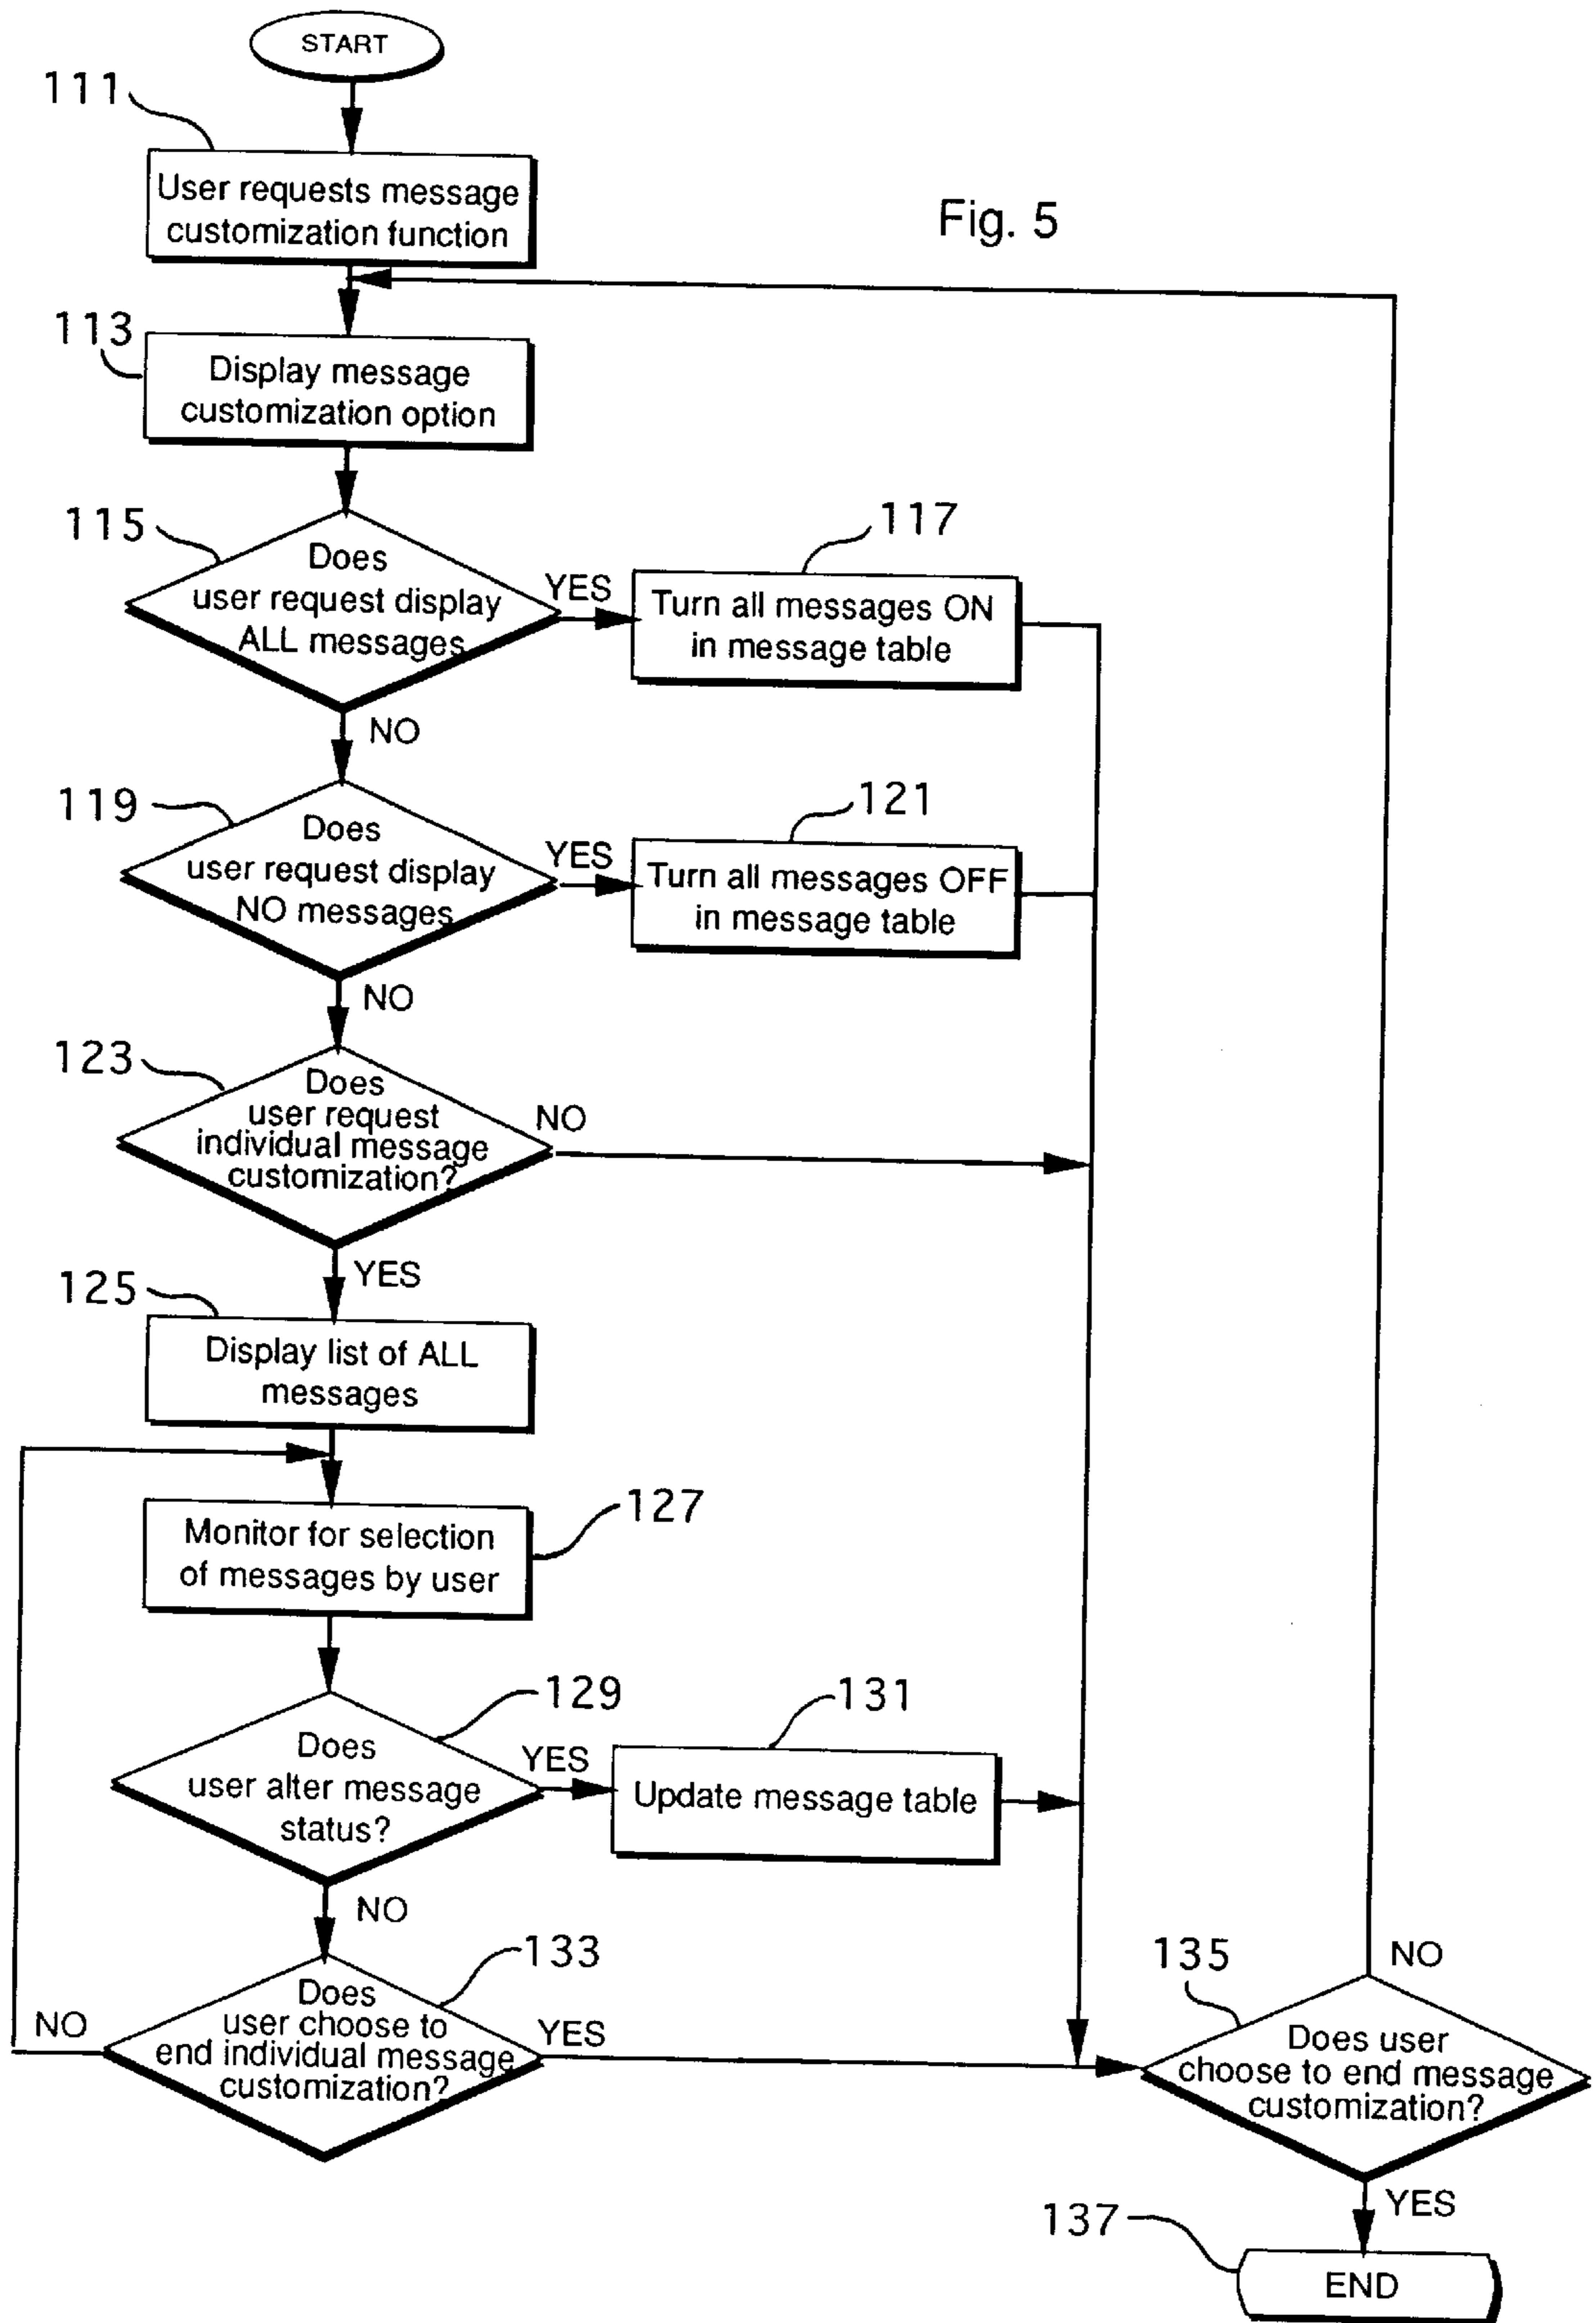 START
111
User requests message
customization function
Fig. 5
113
Display message
customization option
115
Does
user request display
ALL messages
YES
117
Turn all messages ON
in message table
NO
119
Does
user request display
NO messages
YES
121
Turn all messages OFF
in message table
NO
123
Does
user request
individual message
customization?
NO
YES
125
Display list of ALL
messages
127
Monitor for selection
of messages by user
129
Does
user alter message
status?
YES
131
Update message table
NO
133
Does
user choose to
end individual message
customization?
NO
YES
135
NO
Does user
choose to end message
customization?
YES
137
END